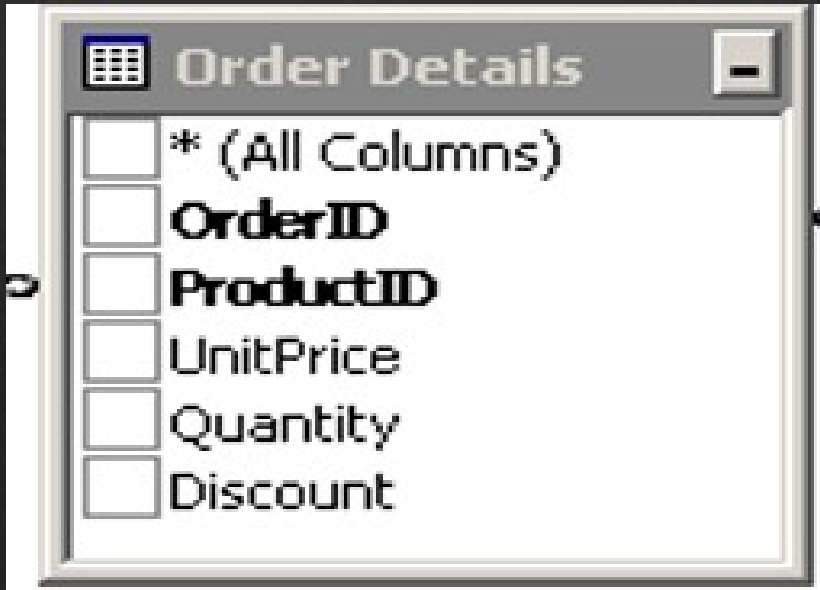 Order Details
* (All Columns)
OrderID
ProductID
UnitPrice
Quantity
Discount